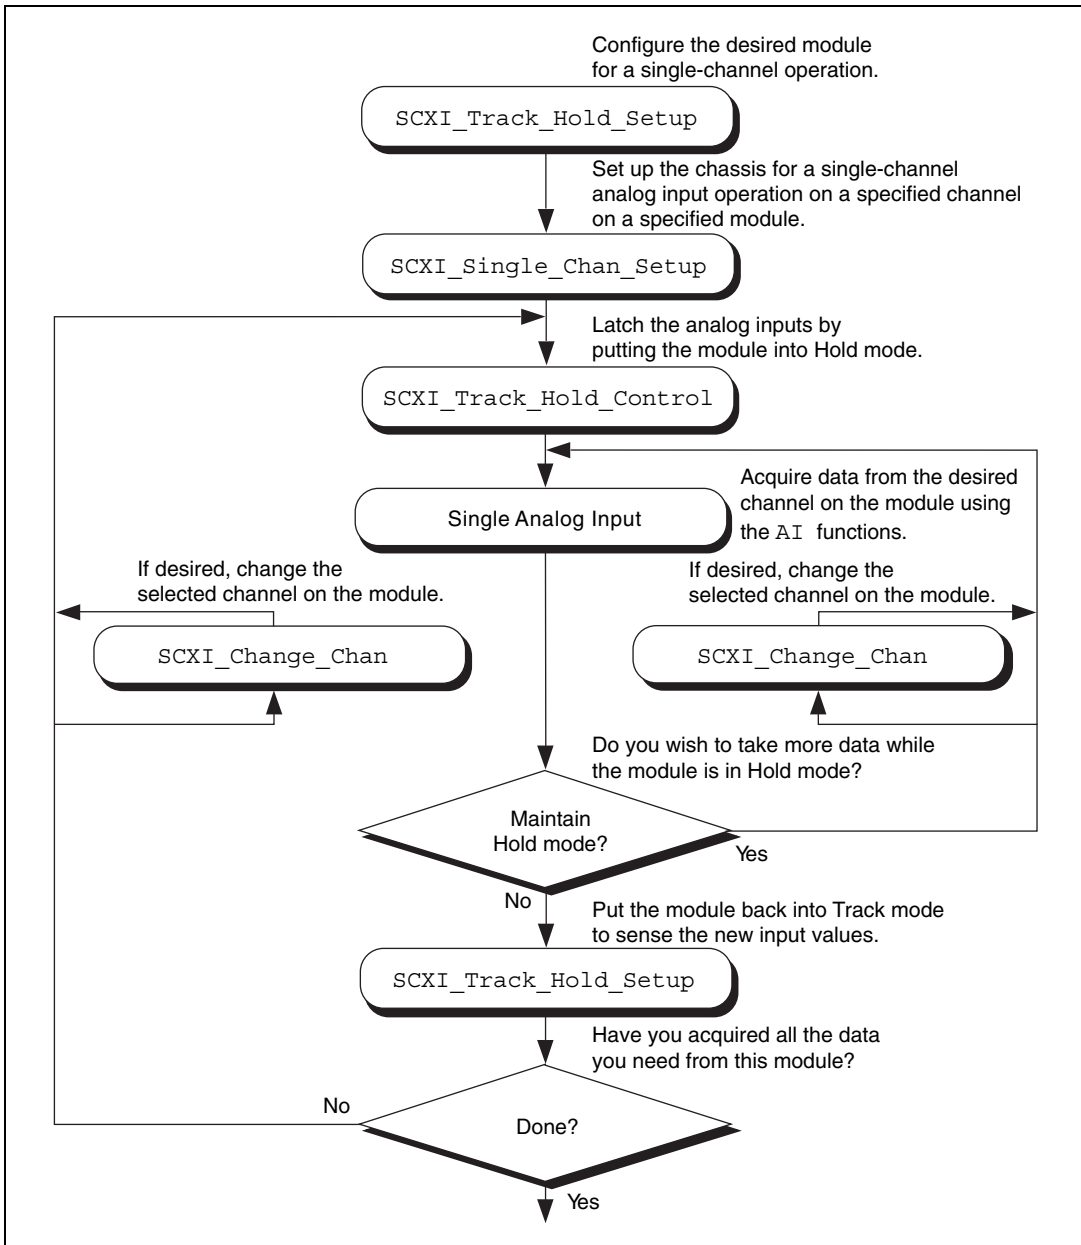 Configure the desired module
for a single-channel operation.
SCXI_Track_Hold_Setup
Set up the chassis for a single-channel
analog input operation on a specified channel
on a specified module.
SCXI_Single_Chan_Setup
Latch the analog inputs by
putting the module into Hold mode.
SCXI_Track_Hold_Control
Acquire data from the desired
channel on the module using
the AI functions.
Single Analog Input
If desired, change the
selected channel on the module.
SCXI_Change_Chan
If desired, change the
selected channel on the module.
SCXI_Change_Chan
Do you wish to take more data while
the module is in Hold mode?
Maintain
Hold mode?
Yes
No
Put the module back into Track mode
to sense the new input values.
SCXI_Track_Hold_Setup
Have you acquired all the data
you need from this module?
No
Done?
Yes